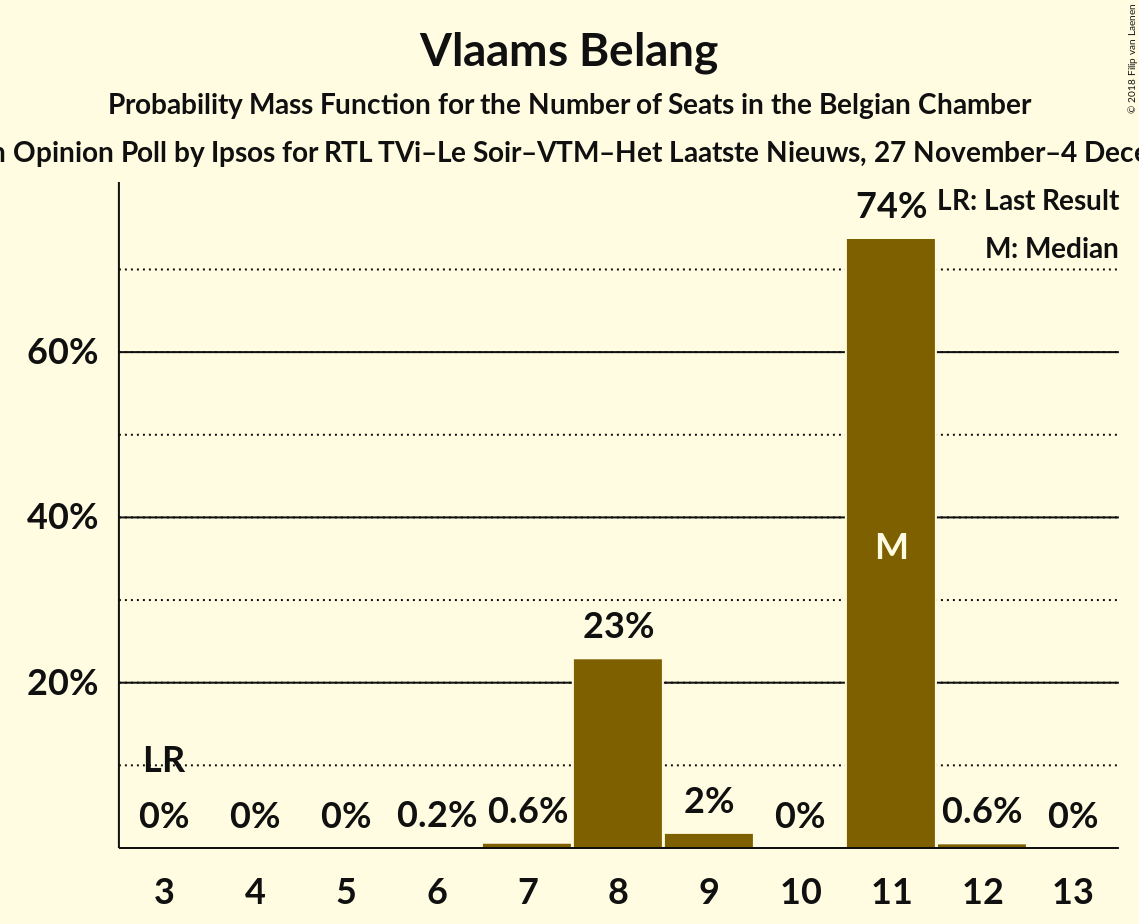 Vlaams Belang
Probability Mass Function for the Number of Seats in the Belgian Chamber
Opinion Poll by Ipsos for RTL TVi–Le Soir–VTM–Het Laatste Nieuws, 27 November–4
© 2018 Filip van Laenen
LR: Last Result
M: Median
74%
60%
40%
20%
M
23%
LR
0% 0% 0% 0.2% 0.6% 2% 0% 0.6% 0%
3 4 5 6 7 8 9 10 11 12 13